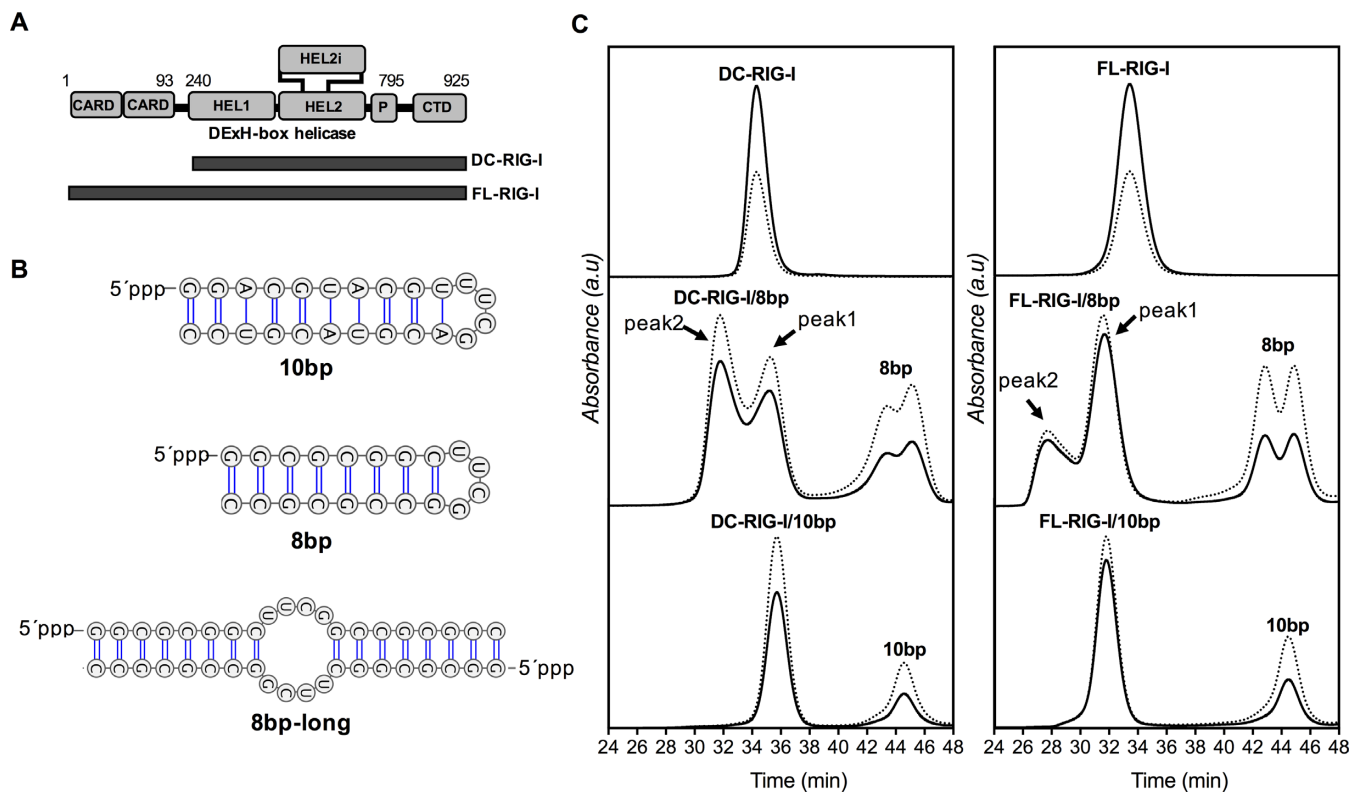 A
1
93
240
HEL2i
795
925
CARD
CARD
HEL1
HEL2
P
CTD
DExH-box helicase
DC-RIG-I
FL-RIG-I
B
5´ppp
G G A C G U A C G U U U C G
C C U G C A U G C A
10bp
5´ppp
G G C G C G G C U U C G
C C G C G C C G
8bp
5´ppp
G G C G C G G C U U C G G C C G C G C C
C C G C G C C G G C U U C G G C G C G G
5´ppp
8bp-long
C
Absorbance (a.u)
DC-RIG-I
DC-RIG-I/8bp
peak2
peak1
8bp
DC-RIG-I/10bp
10bp
24 26 28 30 32 34 36 38 40 42 44 46 48
Time (min)
Absorbance (a.u)
FL-RIG-I
FL-RIG-I/8bp
peak1
peak2
8bp
FL-RIG-I/10bp
10bp
24 26 28 30 32 34 36 38 40 42 44 46 48
Time (min)